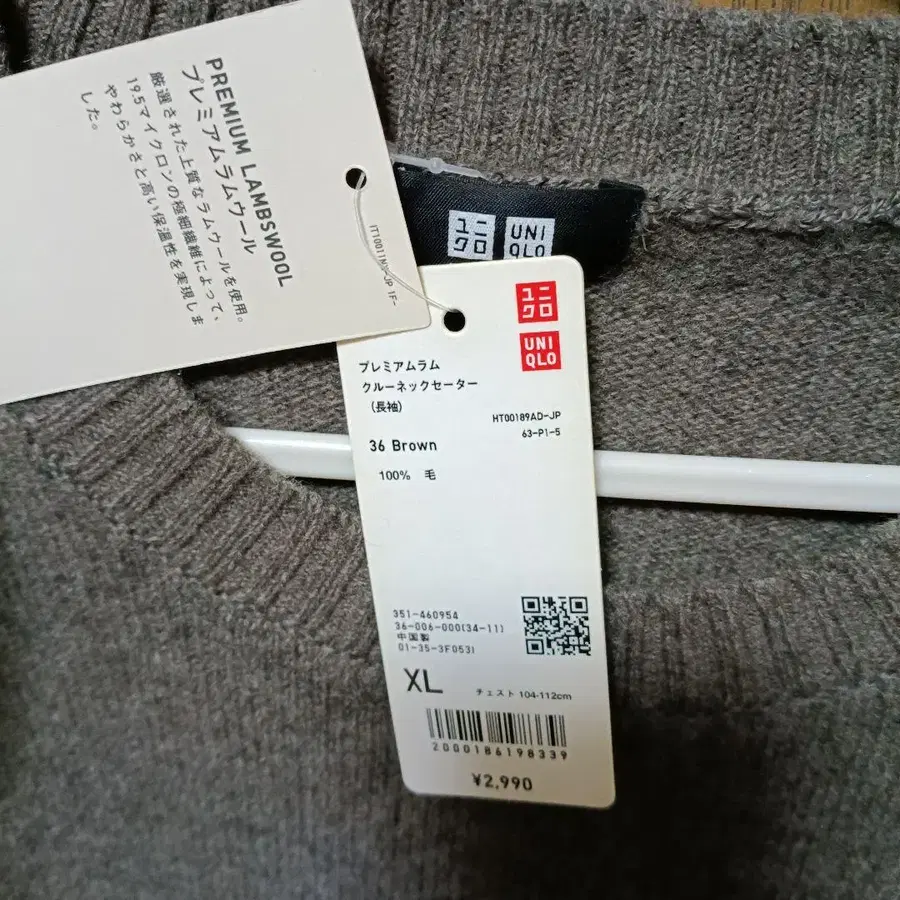 PREMIUM LAMBSWOOL
プレミアムラムウール
厳選された上質なラムウールを使用。
19.5マイクロンの極細繊維によって、
やわらかさと高い保温性を実現しま
した。
ユニ
クロ
UNI
QLO
ユニ
クロ
UNI
QLO
プレミアムラム
クルーネックセーター
(長袖)
HT00189AD-JP
63-P1-5
36 Brown
100% 毛
351-460954
36-006-000(34-11)
中国製
01-35-3F053)
XL
チェスト 104-112cm
2000186198339
¥2,990